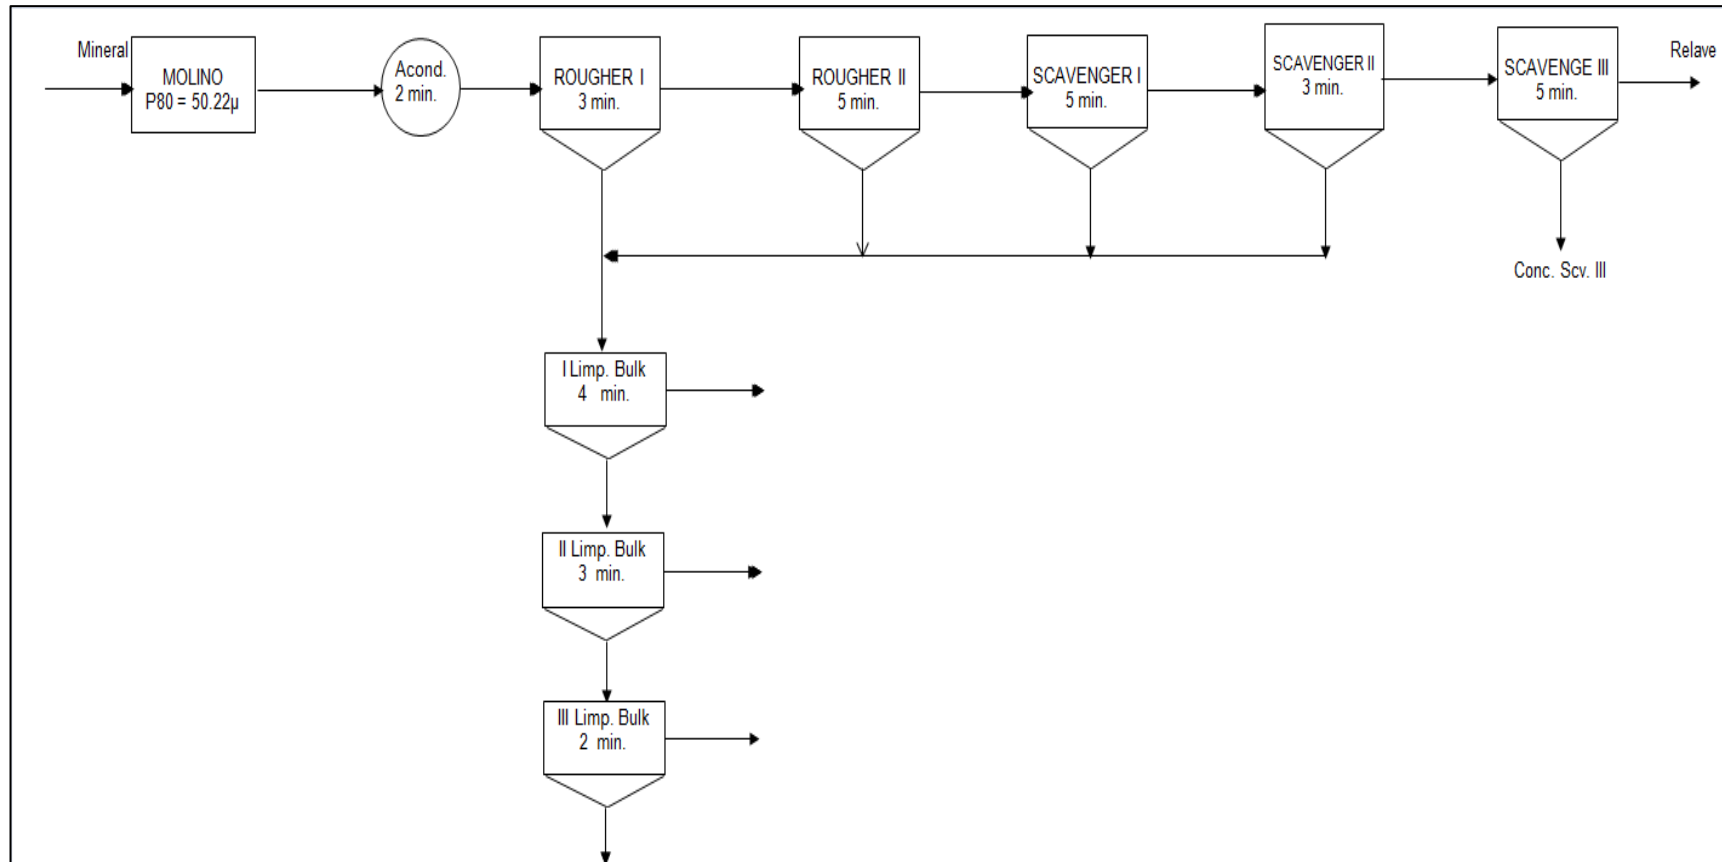 Mineral
MOLINO
P80 = 50.22µ
Acond.
2 min.
ROUGHER I
3 min.
ROUGHER II
5 min.
SCAVENGER I
5 min.
SCAVENGER II
3 min.
SCAVENGE III
5 min.
Relave
Conc. Scv. III
I Limp. Bulk
4 min.
II Limp. Bulk
3 min.
III Limp. Bulk
2 min.